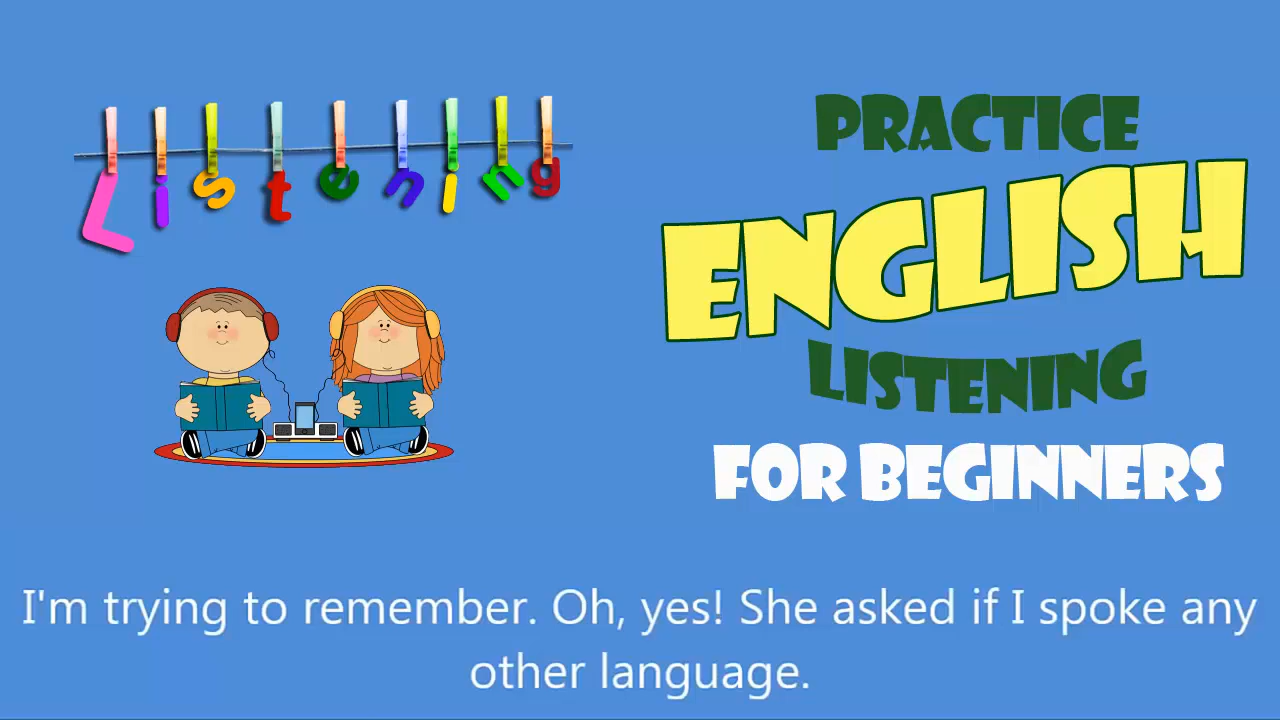 Listening
PRACTICE
ENGLISH
LISTENING
FOR BEGINNERS
I'm trying to remember. Oh, yes! She asked if I spoke any
other language.